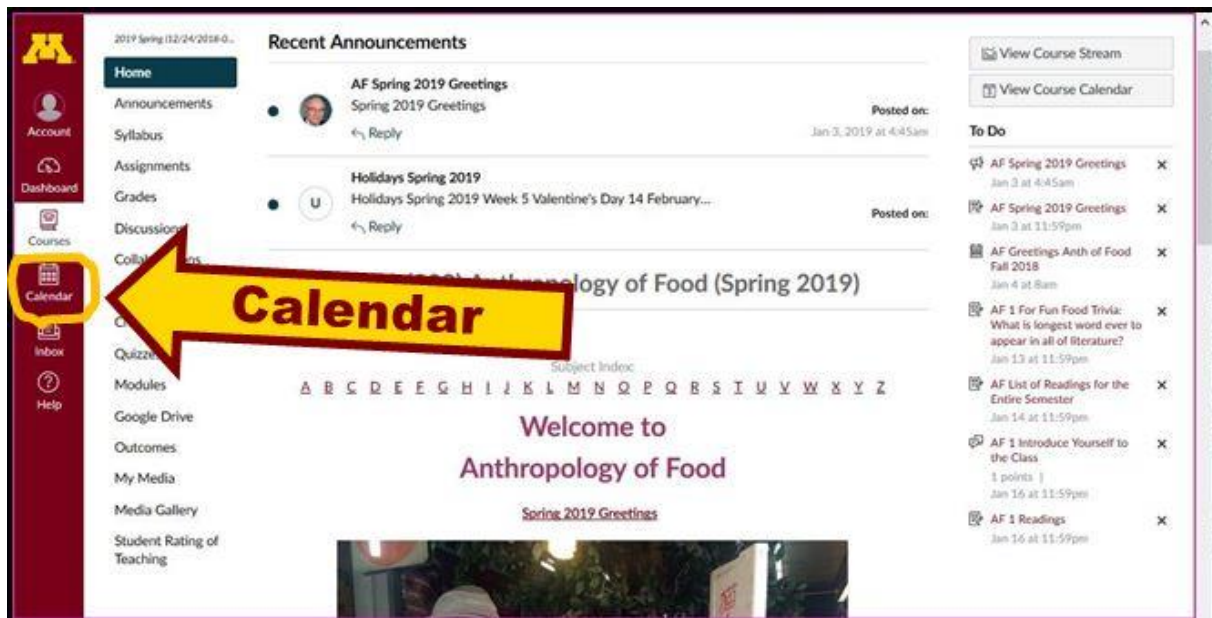 M
Account
Dashboard
Courses
Calendar
Inbox
Help
2019 Spring (12/24/2018-0...
Home
Announcements
Syllabus
Assignments
Grades
Discussions
Quizzes
Modules
Google Drive
Outcomes
My Media
Media Gallery
Student Rating of
Teaching
Recent Announcements
AF Spring 2019 Greetings
Spring 2019 Greetings
Reply
Posted on:
Jan 3, 2019 at 4:45am
U
Holidays Spring 2019
Holidays Spring 2019 Week 5 Valentine's Day 14 February...
Reply
Posted on:
Anthropology of Food (Spring 2019)
Calendar
Subject Index:
A B C D E F G H I J K L M N O P Q R S T U V W X Y Z
Welcome to
Anthropology of Food
Spring 2019 Greetings
View Course Stream
View Course Calendar
To Do
AF Spring 2019 Greetings
Jan 3 at 4:45am
AF Spring 2019 Greetings
Jan 3 at 11:59pm
AF Greetings Anth of Food
Fall 2018
Jan 4 at 8am
AF 1 For Fun Food Trivia:
What is longest word ever to
appear in all of literature?
Jan 13 at 11:59pm
AF List of Readings for the
Entire Semester
Jan 14 at 11:59pm
AF 1 Introduce Yourself to
the Class
1 points |
Jan 16 at 11:59pm
AF 1 Readings
Jan 16 at 11:59pm